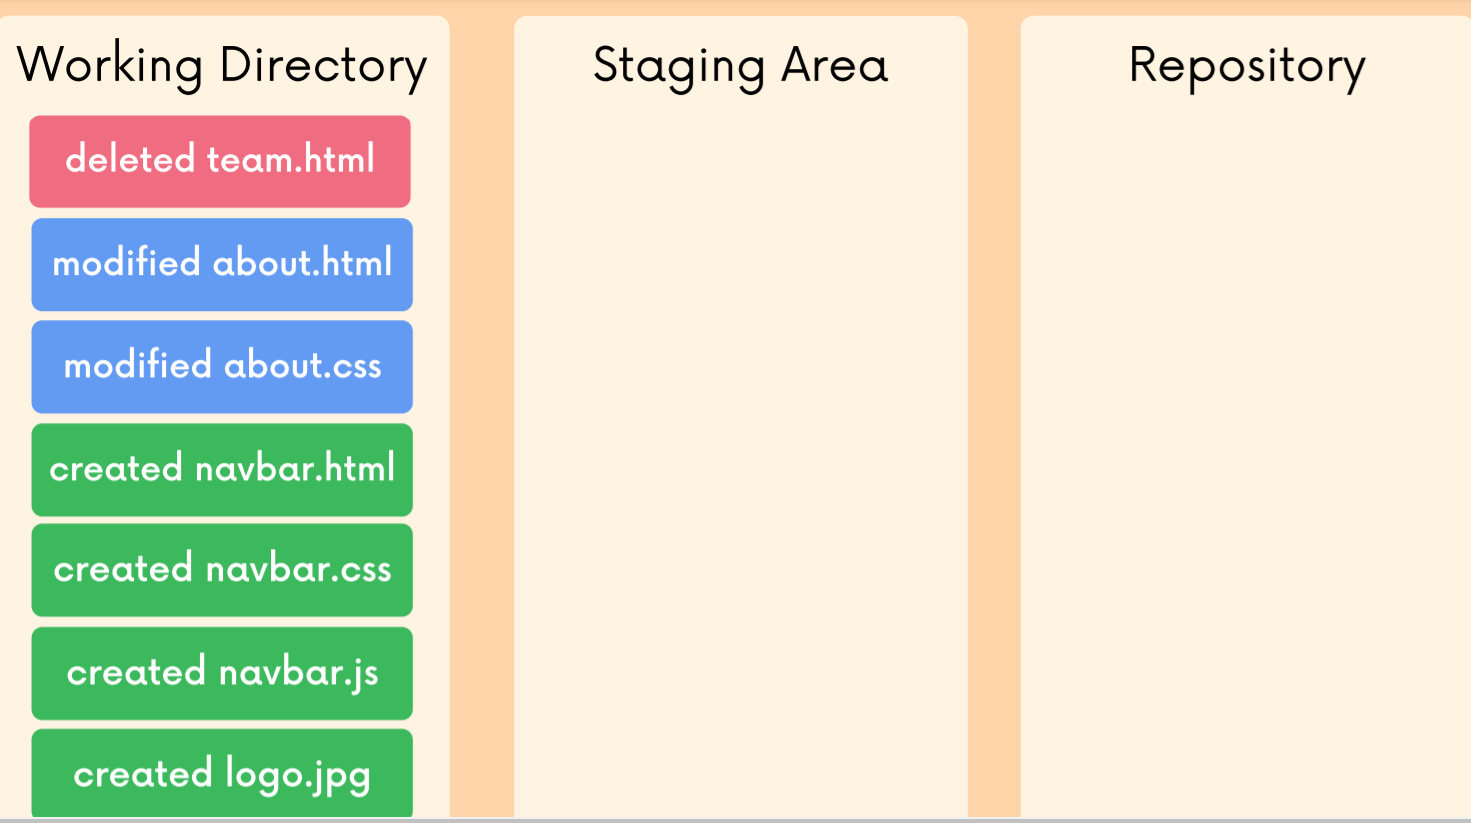 Working Directory
Staging Area
Repository
deleted team.html
modified about.html
modified about.css
created navbar.html
created navbar.css
created navbar.js
created logo.jpg